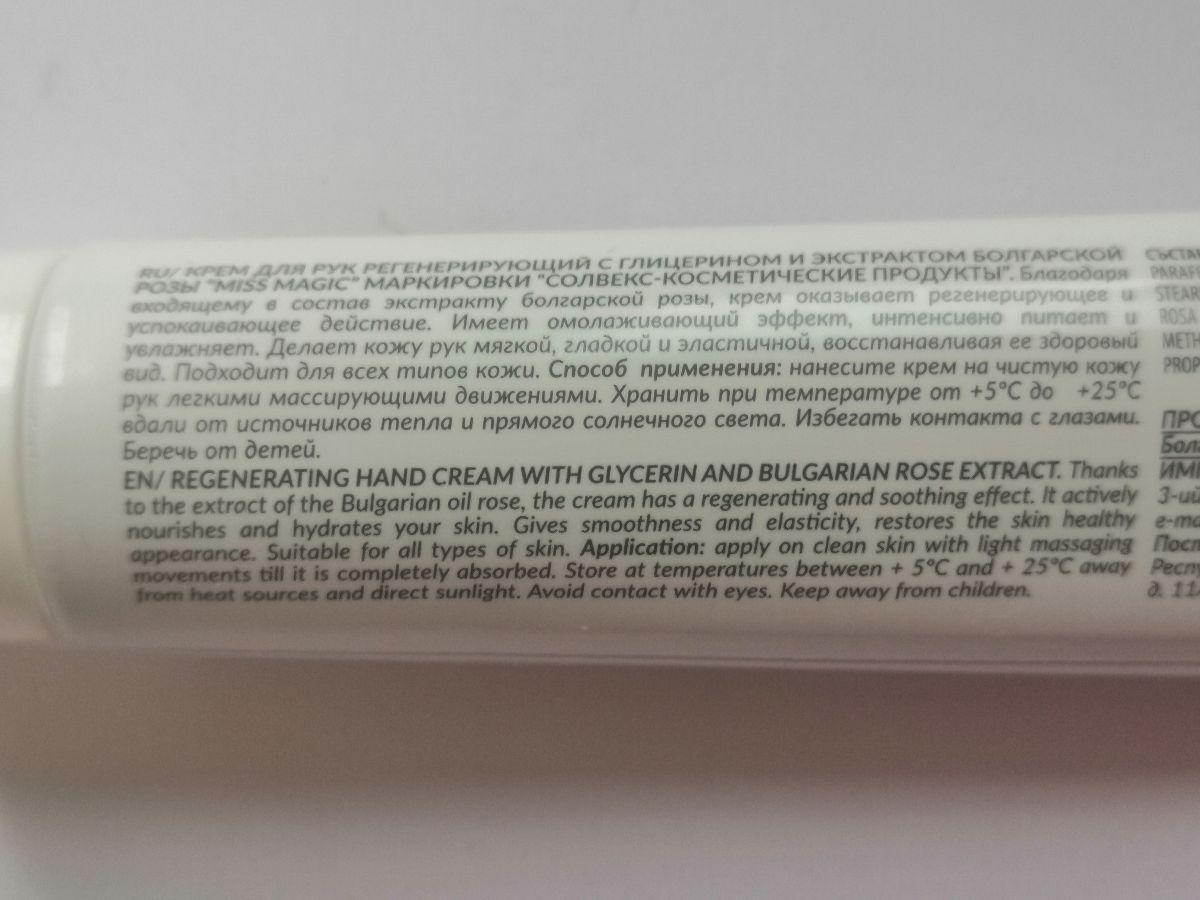 RU/ КРЕМ ДЛЯ РУК РЕГЕНЕРИРУЮЩИЙ С ГЛИЦЕРИНОМ И ЭКСТРАКТОМ БОЛГАРСКОЙ
РОЗЫ "MISS MAGIC" МАРКИРОВКИ "СОЛВЕКС-КОСМЕТИЧЕСКИЕ ПРОДУКТЫ". Благодаря
входящему в состав экстракту болгарской розы, крем оказывает регенерирующее и
успокаивающее действие. Имеет омолаживающий эффект, интенсивно питает и
увлажняет. Делает кожу рук мягкой, гладкой и эластичной, восстанавливая ее здоровый
вид. Подходит для всех типов кожи. Способ применения: нанесите крем на чистую кожу
рук легкими массирующими движениями. Хранить при температуре от +5°C до +25°C
вдали от источников тепла и прямого солнечного света. Избегать контакта с глазами.
Беречь от детей.
EN/ REGENERATING HAND CREAM WITH GLYCERIN AND BULGARIAN ROSE EXTRACT. Thanks
to the extract of the Bulgarian oil rose, the cream has a regenerating and soothing effect. It actively
nourishes and hydrates your skin. Gives smoothness and elasticity, restores the skin healthy
appearance. Suitable for all types of skin. Application: apply on clean skin with light massaging
movements till it is completely absorbed. Store at temperatures between + 5°C and + 25°C away
from heat sources and direct sunlight. Avoid contact with eyes. Keep away from children.
ROSA
METH
PROP
д. 11